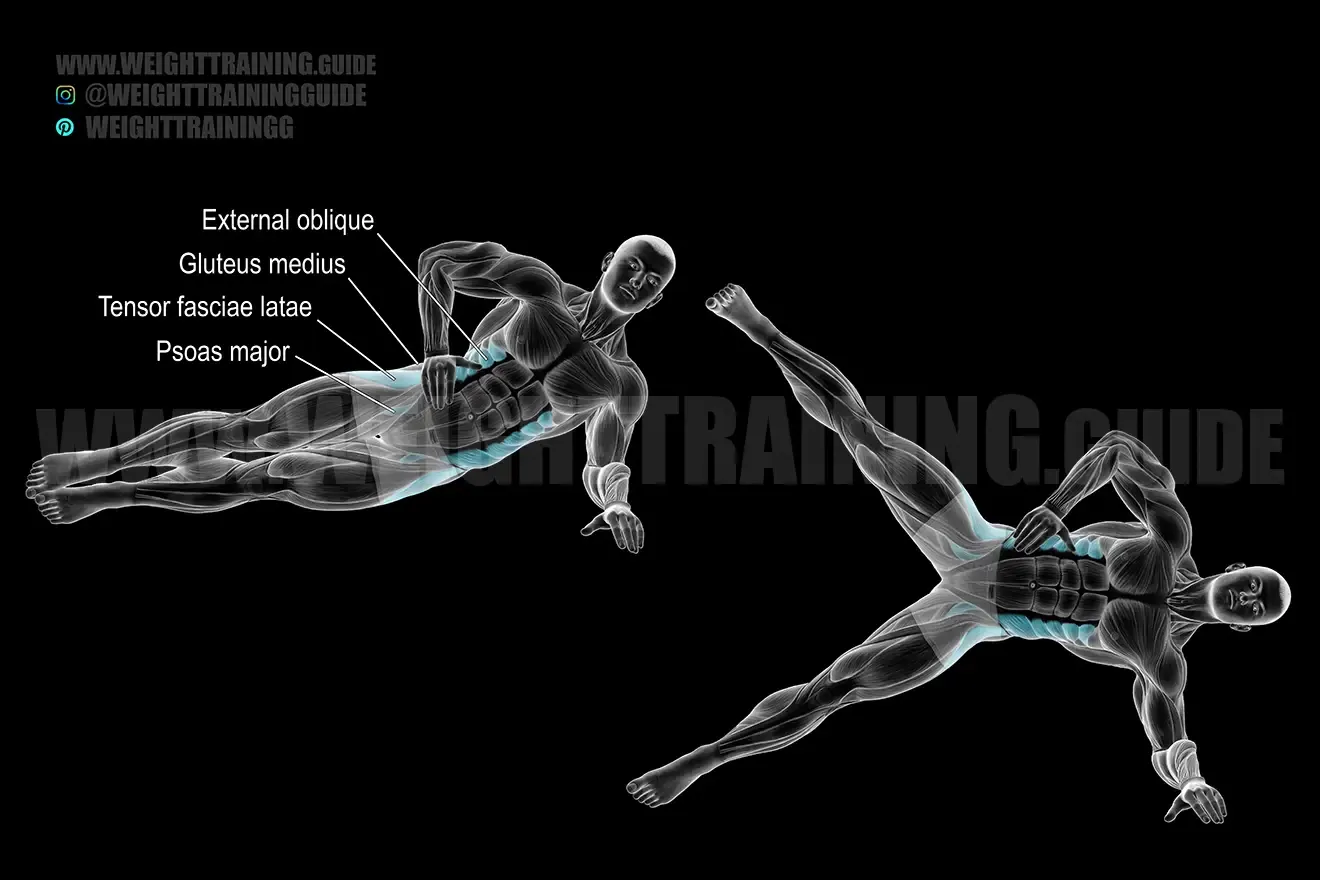 WWW.WEIGHTTRAINING.GUIDE
@WEIGHTTRAININGGUIDE
WEIGHTTRAININGG
External oblique
Gluteus medius
Tensor fasciae latae
Psoas major
WWW.WEIGHTTRAINING.GUIDE